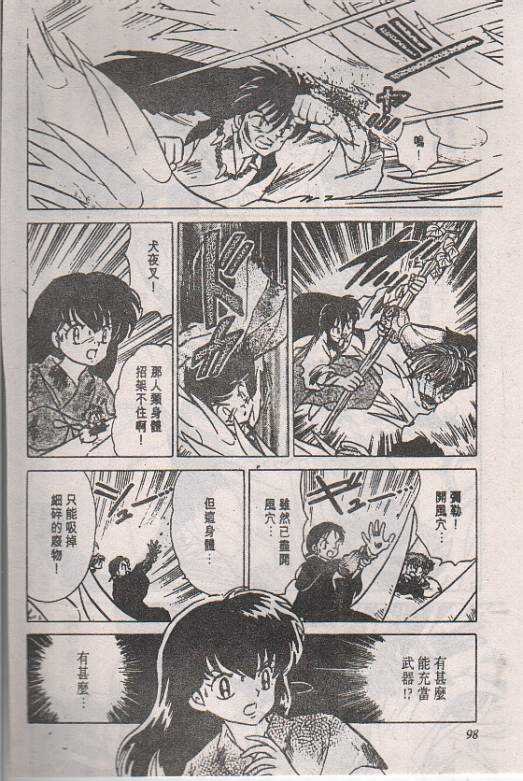 嗚!
犬夜叉!
那人類身體
招架不住啊!
彌勒!
開風穴…
雖然已盡開
風穴…
但這身體…
只能吸掉
細碎的廢物!
有甚麼
能充當
武器!?
有甚麼…
98